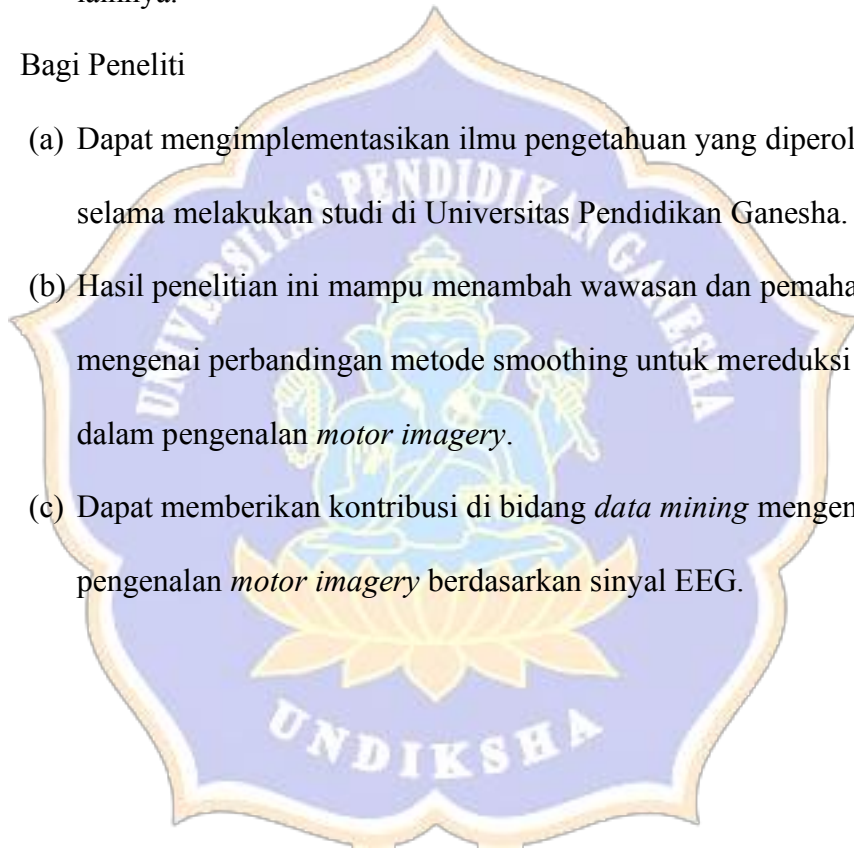 lainnya.
Bagi Peneliti
(a) Dapat mengimplementasikan ilmu pengetahuan yang diperol
selama melakukan studi di Universitas Pendidikan Ganesha.
(b) Hasil penelitian ini mampu menambah wawasan dan pemaha
mengenai perbandingan metode smoothing untuk mereduksi
dalam pengenalan motor imagery.
(c) Dapat memberikan kontribusi di bidang data mining mengen
pengenalan motor imagery berdasarkan sinyal EEG.
UNIVERSITAS PENDIDIKAN GANESHA
UNDIKSHA